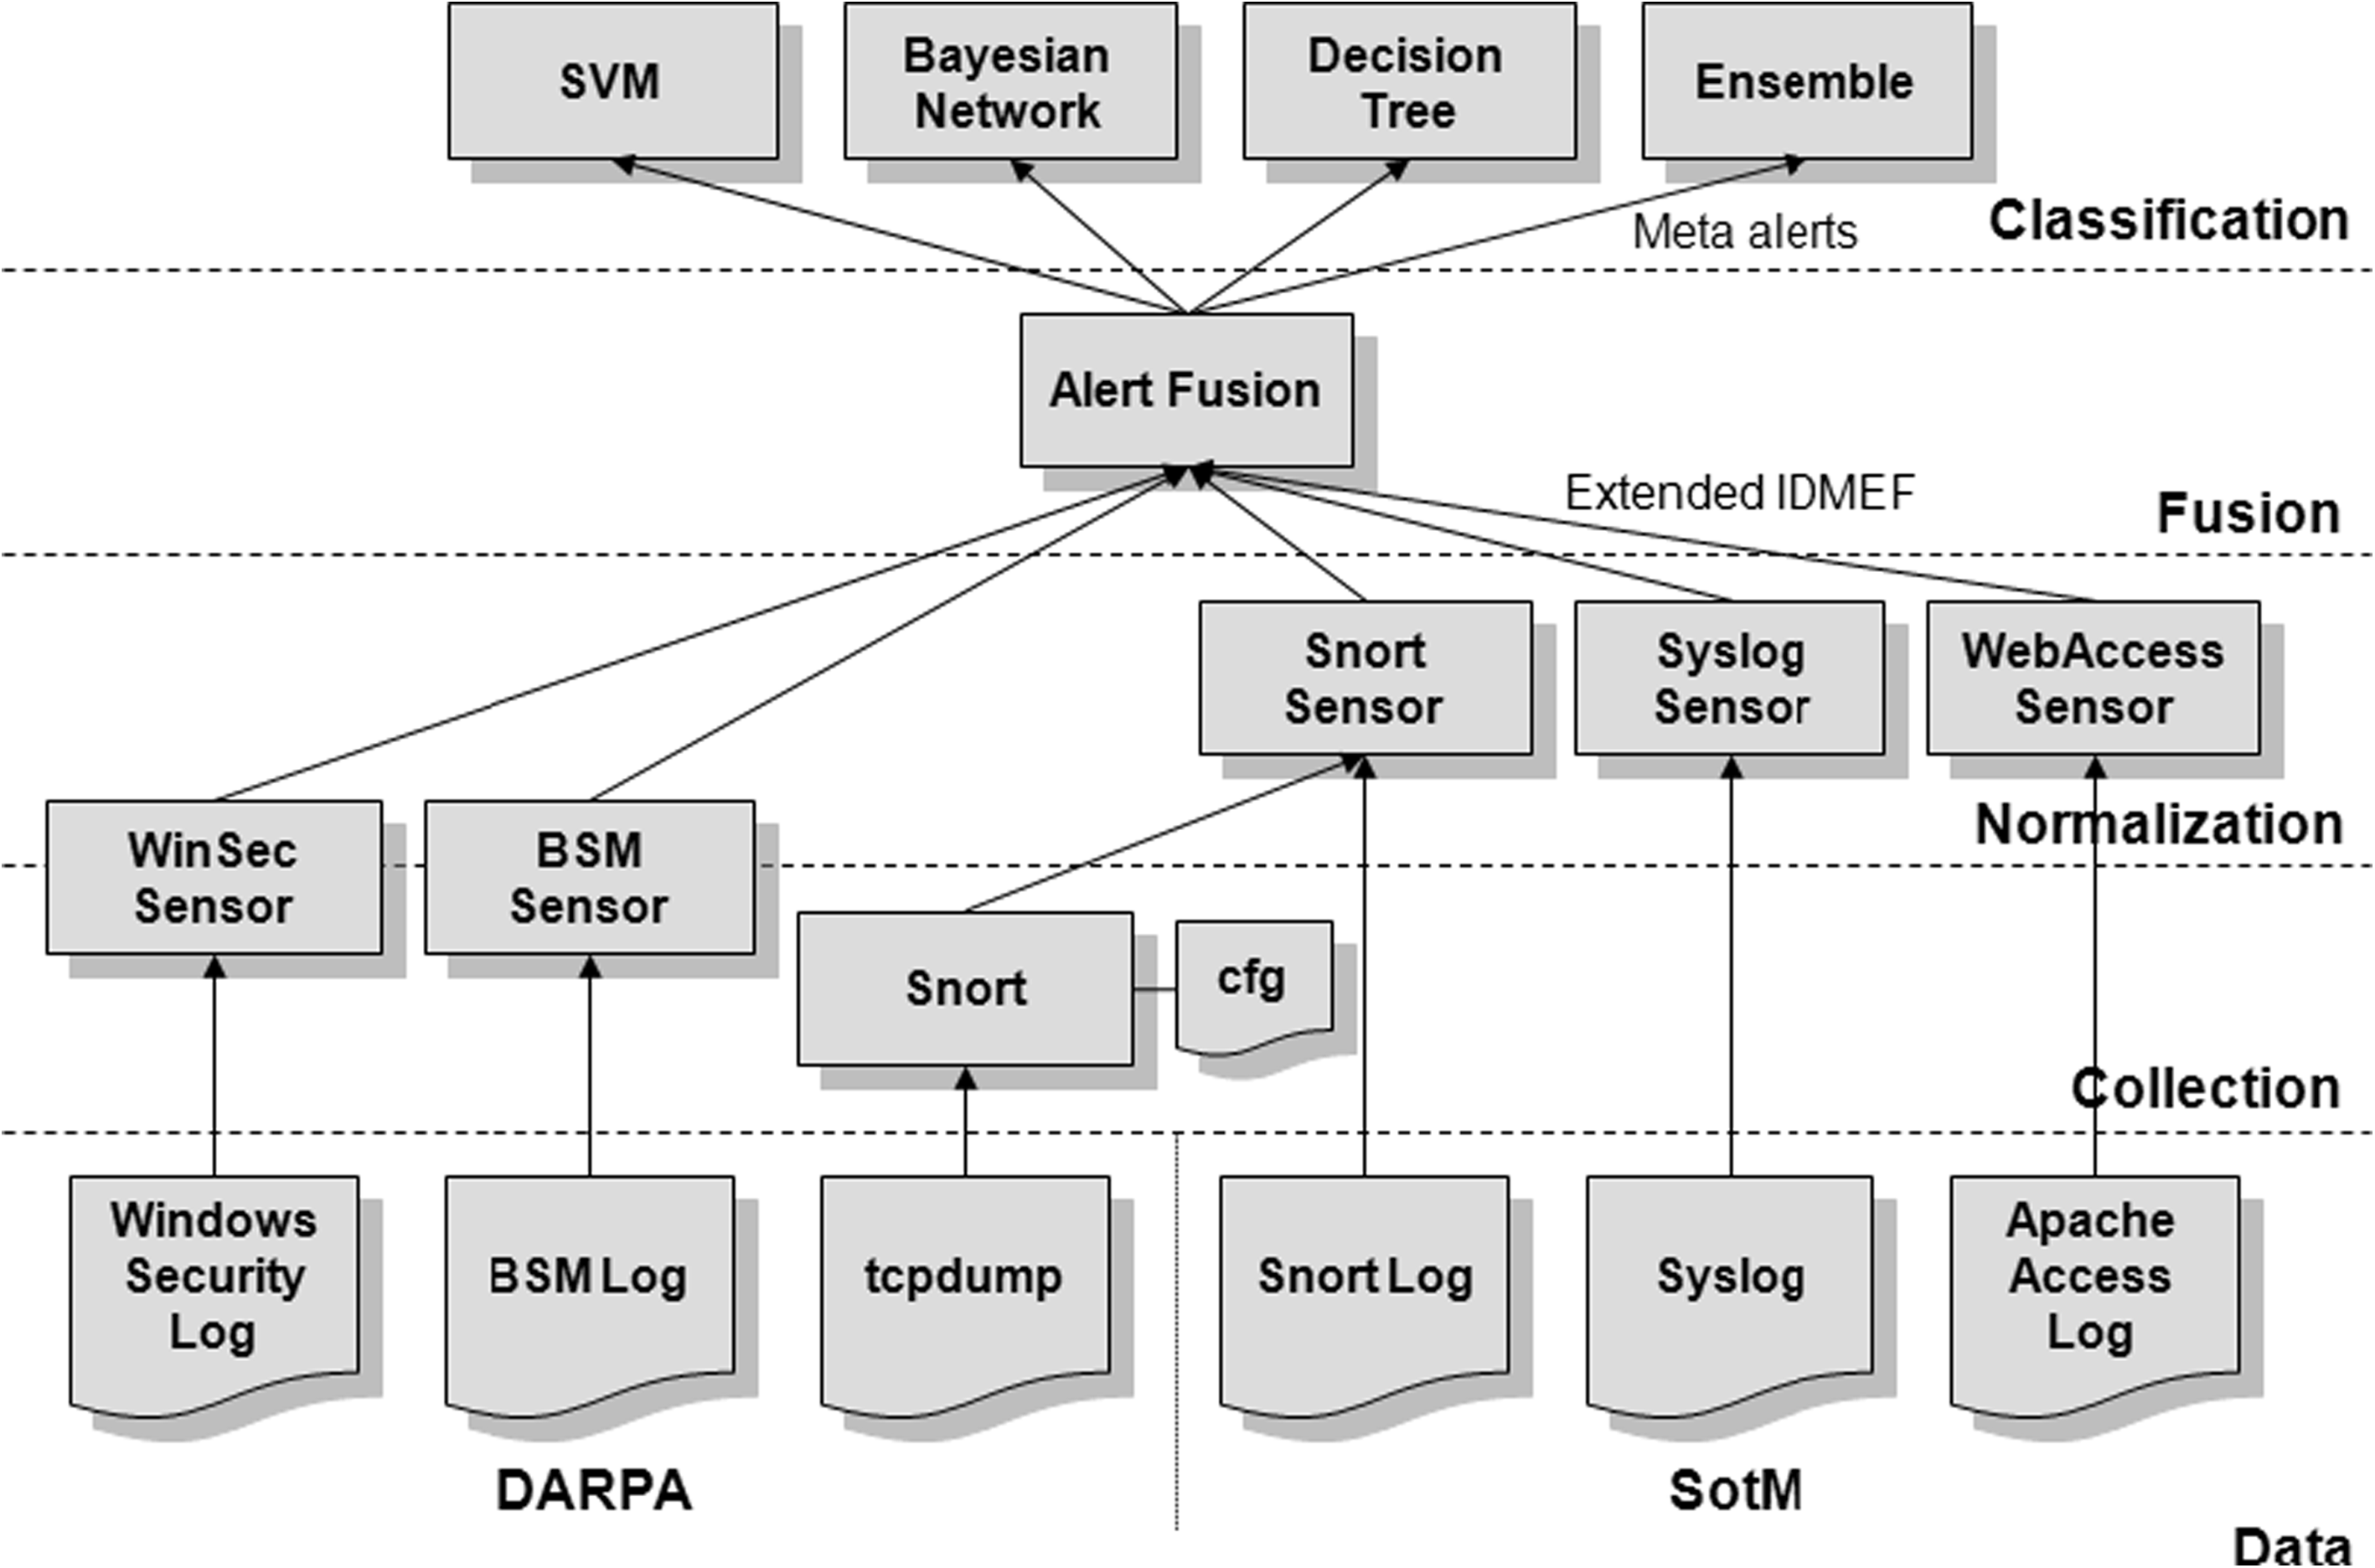 SVM
Bayesian
Network
Decision
Tree
Ensemble
Meta alerts
Classification
Alert Fusion
Extended IDMEF
Fusion
Snort
Sensor
Syslog
Sensor
WebAccess
Sensor
Normalization
WinSec
Sensor
BSM
Sensor
Snort
cfg
Collection
Windows
Security
Log
BSM Log
tcpdump
Snort Log
Syslog
Apache
Access
Log
DARPA
SotM
Data